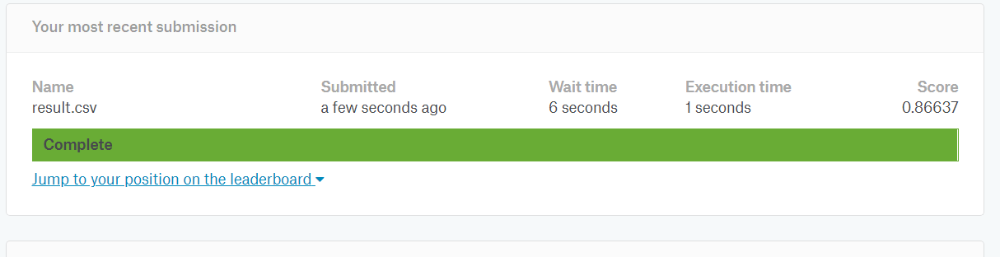 Your most recent submission
Name Submitted Wait time Execution time Score
result.csv a few seconds ago 6 seconds 1 seconds 0.86637
Complete
Jump to your position on the leaderboard